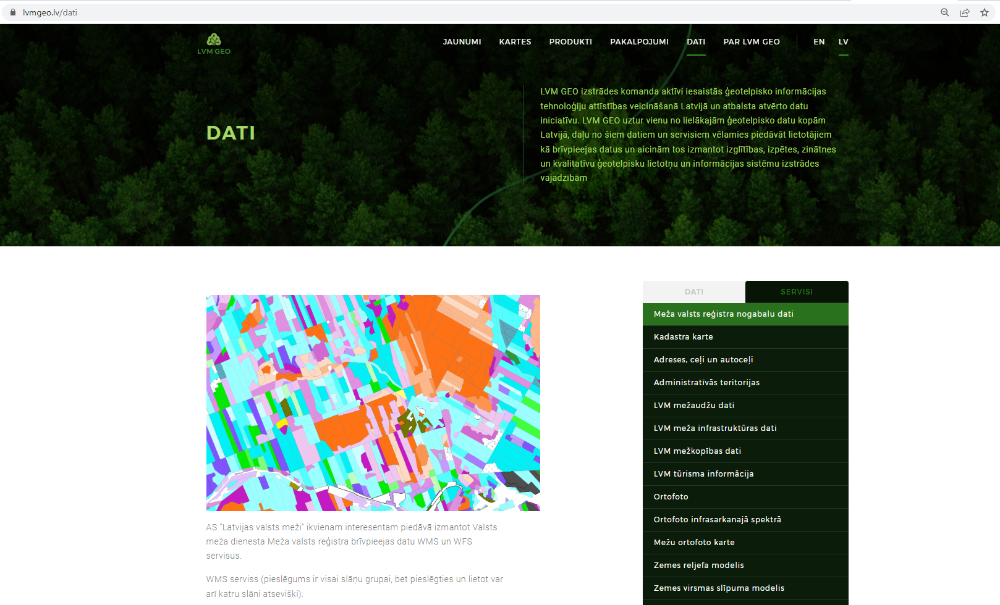 lvmgeo.lv/dati
LVM GEO
JAUNUMI KARTES PRODUKTI PAKALPOJUMI DATI PAR LVM GEO EN LV
DATI
LVM GEO izstrādes komanda aktīvi iesaistās ģeotelpisko informācijas
tehnoloģiju attīstības veicināšanā Latvijā un atbalsta atvērto datu
iniciatīvu. LVM GEO uztur vienu no lielākajām ģeotelpisko datu kopām
Latvijā, daļu no šiem datiem un servisiem vēlamies piedāvāt lietotājiem
kā brīvpieejas datus un aicinām tos izmantot izglītības, izpētes, zinātnes
un kvalitatīvu ģeotelpisku lietotņu un informācijas sistēmu izstrādes
vajadzībām
AS "Latvijas valsts meži" ikvienam interesentam piedāvā izmantot Valsts
meža dienesta Meža valsts reģistra brīvpieejas datu WMS un WFS
servisus.
WMS serviss (pieslēgums ir visai slāņu grupai, bet pieslēgties un lietot var
arī katru slāni atsevišķi):
DATI SERVISI
Meža valsts reģistra nogabalu dati
Kadastra karte
Adreses, ceļi un autoceļi
Administratīvās teritorijas
LVM mežaudžu dati
LVM meža infrastruktūras dati
LVM mežkopības dati
LVM tūrisma informācija
Ortofoto
Ortofoto infrasarkanajā spektrā
Mežu ortofoto karte
Zemes reljefa modelis
Zemes virsmas slīpuma modelis